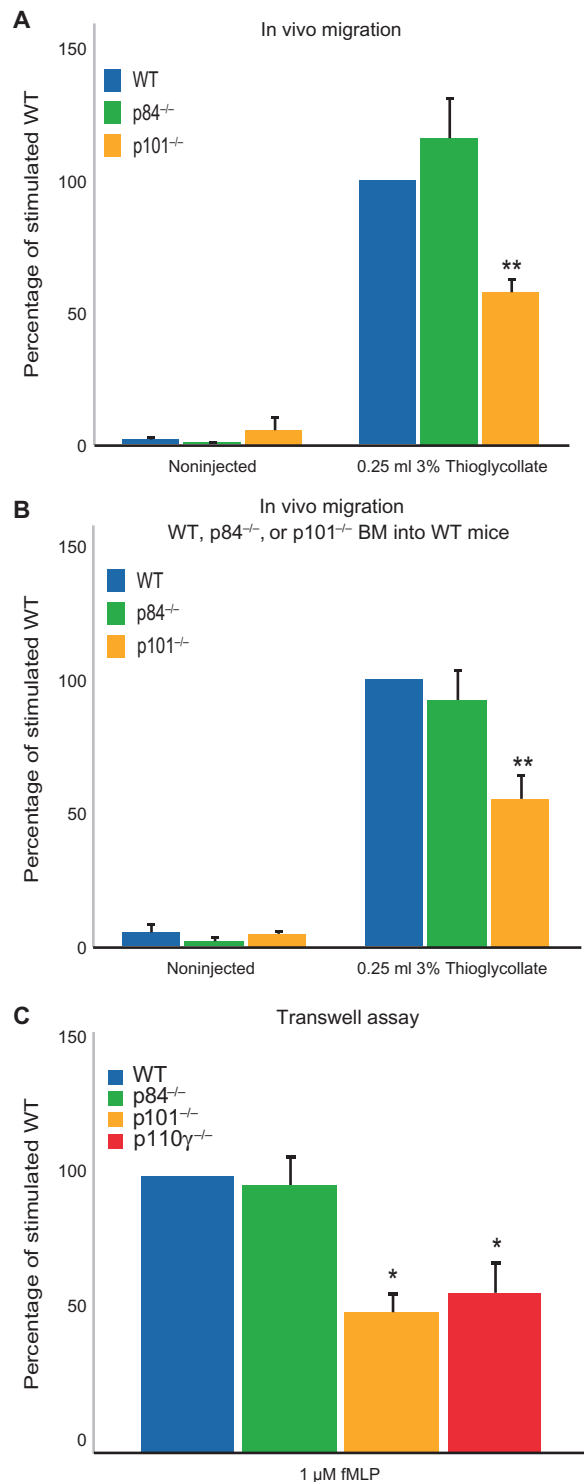 A
In vivo migration
150
WT
p84–/–
p101–/–
100
Percentage of stimulated WT
**
50
0
Noninjected
0.25 ml 3% Thioglycollate
B
In vivo migration
WT, p84–/–, or p101–/– BM into WT mice
150
WT
p84–/–
p101–/–
100
Percentage of stimulated WT
**
50
0
Noninjected
0.25 ml 3% Thioglycollate
C
Transwell assay
150
WT
p84–/–
p101–/–
p110γ–/–
100
Percentage of stimulated WT
*
*
50
0
1 µM fMLP